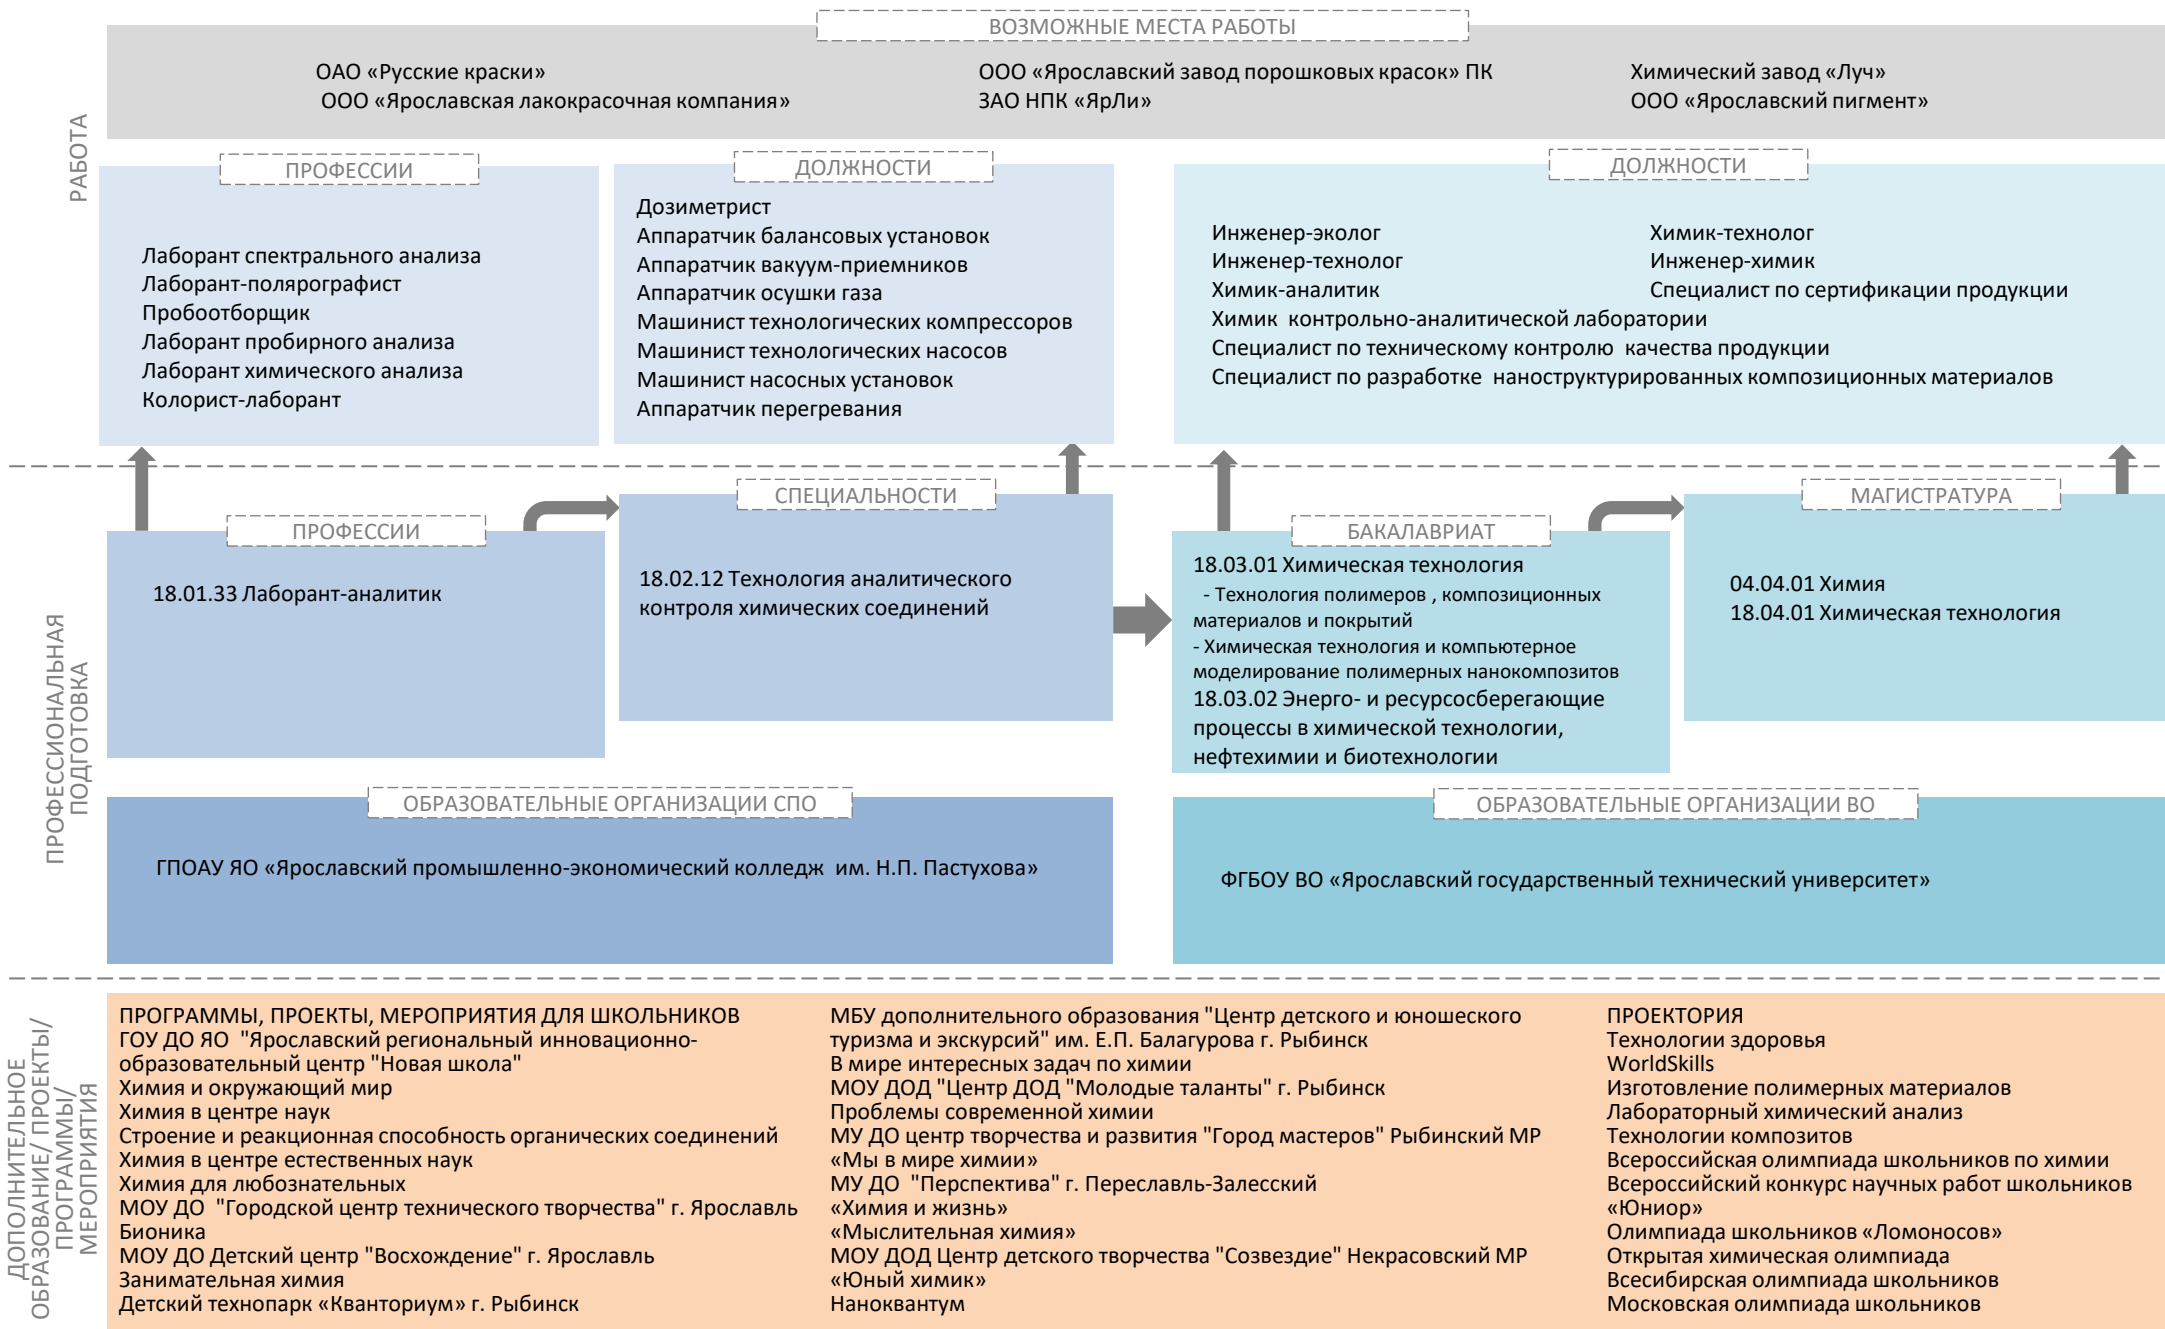 ВОЗМОЖНЫЕ МЕСТА РАБОТЫ
ОАО «Русские краски»
ООО «Ярославская лакокрасочная компания»
ООО «Ярославский завод порошковых красок» ПК
ЗАО НПК «ЯрЛи»
Химический завод «Луч»
ООО «Ярославский пигмент»
РАБОТА
ПРОФЕССИИ
Лаборант спектрального анализа
Лаборант-полярографист
Пробоотборщик
Лаборант пробирного анализа
Лаборант химического анализа
Колорист-лаборант
ДОЛЖНОСТИ
Дозиметрист
Аппаратчик балансовых установок
Аппаратчик вакуум-приемников
Аппаратчик осушки газа
Машинист технологических компрессоров
Машинист технологических насосов
Машинист насосных установок
Аппаратчик перегревания
ДОЛЖНОСТИ
Инженер-эколог
Инженер-технолог
Химик-аналитик
Химик-технолог
Инженер-химик
Специалист по сертификации продукции
Химик контрольно-аналитической лаборатории
Специалист по техническому контролю качества продукции
Специалист по разработке наноструктурированных композиционных материалов
ПРОФЕССИОНАЛЬНАЯ
ПОДГОТОВКА
ПРОФЕССИИ
18.01.33 Лаборант-аналитик
СПЕЦИАЛЬНОСТИ
18.02.12 Технология аналитического
контроля химических соединений
БАКАЛАВРИАТ
18.03.01 Химическая технология
- Технология полимеров , композиционных
материалов и покрытий
- Химическая технология и компьютерное
моделирование полимерных нанокомпозитов
18.03.02 Энерго- и ресурсосберегающие
процессы в химической технологии,
нефтехимии и биотехнологии
МАГИСТРАТУРА
04.04.01 Химия
18.04.01 Химическая технология
ОБРАЗОВАТЕЛЬНЫЕ ОРГАНИЗАЦИИ СПО
ГПОАУ ЯО «Ярославский промышленно-экономический колледж им. Н.П. Пастухова»
ОБРАЗОВАТЕЛЬНЫЕ ОРГАНИЗАЦИИ ВО
ФГБОУ ВО «Ярославский государственный технический университет»
ДОПОЛНИТЕЛЬНОЕ
ОБРАЗОВАНИЕ/ ПРОЕКТЫ/
ПРОГРАММЫ/
МЕРОПРИЯТИЯ
ПРОГРАММЫ, ПРОЕКТЫ, МЕРОПРИЯТИЯ ДЛЯ ШКОЛЬНИКОВ
ГОУ ДО ЯО "Ярославский региональный инновационно-
образовательный центр "Новая школа"
Химия и окружающий мир
Химия в центре наук
Строение и реакционная способность органических соединений
Химия в центре естественных наук
Химия для любознательных
МОУ ДО "Городской центр технического творчества" г. Ярославль
Бионика
МОУ ДО Детский центр "Восхождение" г. Ярославль
Занимательная химия
Детский технопарк «Кванториум» г. Рыбинск
МБУ дополнительного образования "Центр детского и юношеского
туризма и экскурсий" им. Е.П. Балагурова г. Рыбинск
В мире интересных задач по химии
МОУ ДОД "Центр ДОД "Молодые таланты" г. Рыбинск
Проблемы современной химии
МУ ДО центр творчества и развития "Город мастеров" Рыбинский МР
«Мы в мире химии»
МУ ДО "Перспектива" г. Переславль-Залесский
«Химия и жизнь»
«Мыслительная химия»
МОУ ДОД Центр детского творчества "Созвездие" Некрасовский МР
«Юный химик»
Наноквантум
ПРОЕКТОРИЯ
Технологии здоровья
WorldSkills
Изготовление полимерных материалов
Лабораторный химический анализ
Технологии композитов
Всероссийская олимпиада школьников по химии
Всероссийский конкурс научных работ школьников
«Юниор»
Олимпиада школьников «Ломоносов»
Открытая химическая олимпиада
Всесибирская олимпиада школьников
Московская олимпиада школьников